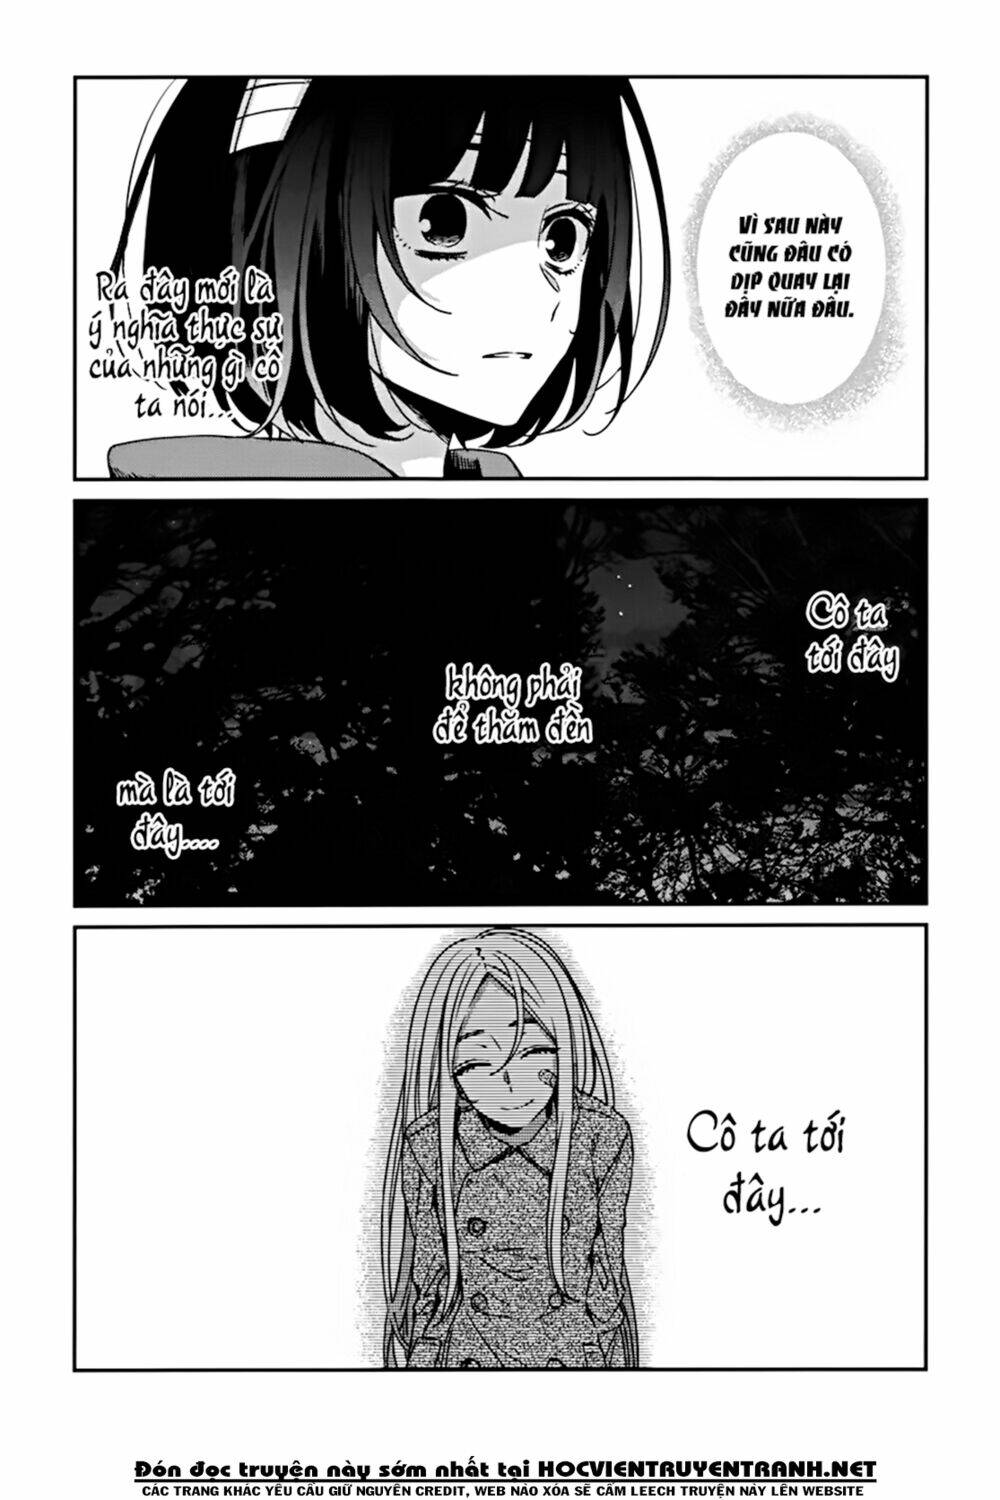 VÌ SAU NÀY
CŨNG ĐÂU CÓ
DỊP QUAY LẠI
ĐÂY NỮA ĐÂU.
Ra đây mới là
ý nghĩa thực sự
của những gì cô
ta nói...
Cô ta
tới đây
không phải
để thăm đền
mà là tới
đây....
Cô ta tới
đây...
Đón đọc truyện này sớm nhất tại HOCVIENTRUYENTRANH.NET
CÁC TRANG KHÁC YÊU CẦU GIỮ NGUYÊN CREDIT, WEB NÀO XÓA SẼ CẤM LEECH TRUYỆN NÀY LÊN WEBSITE